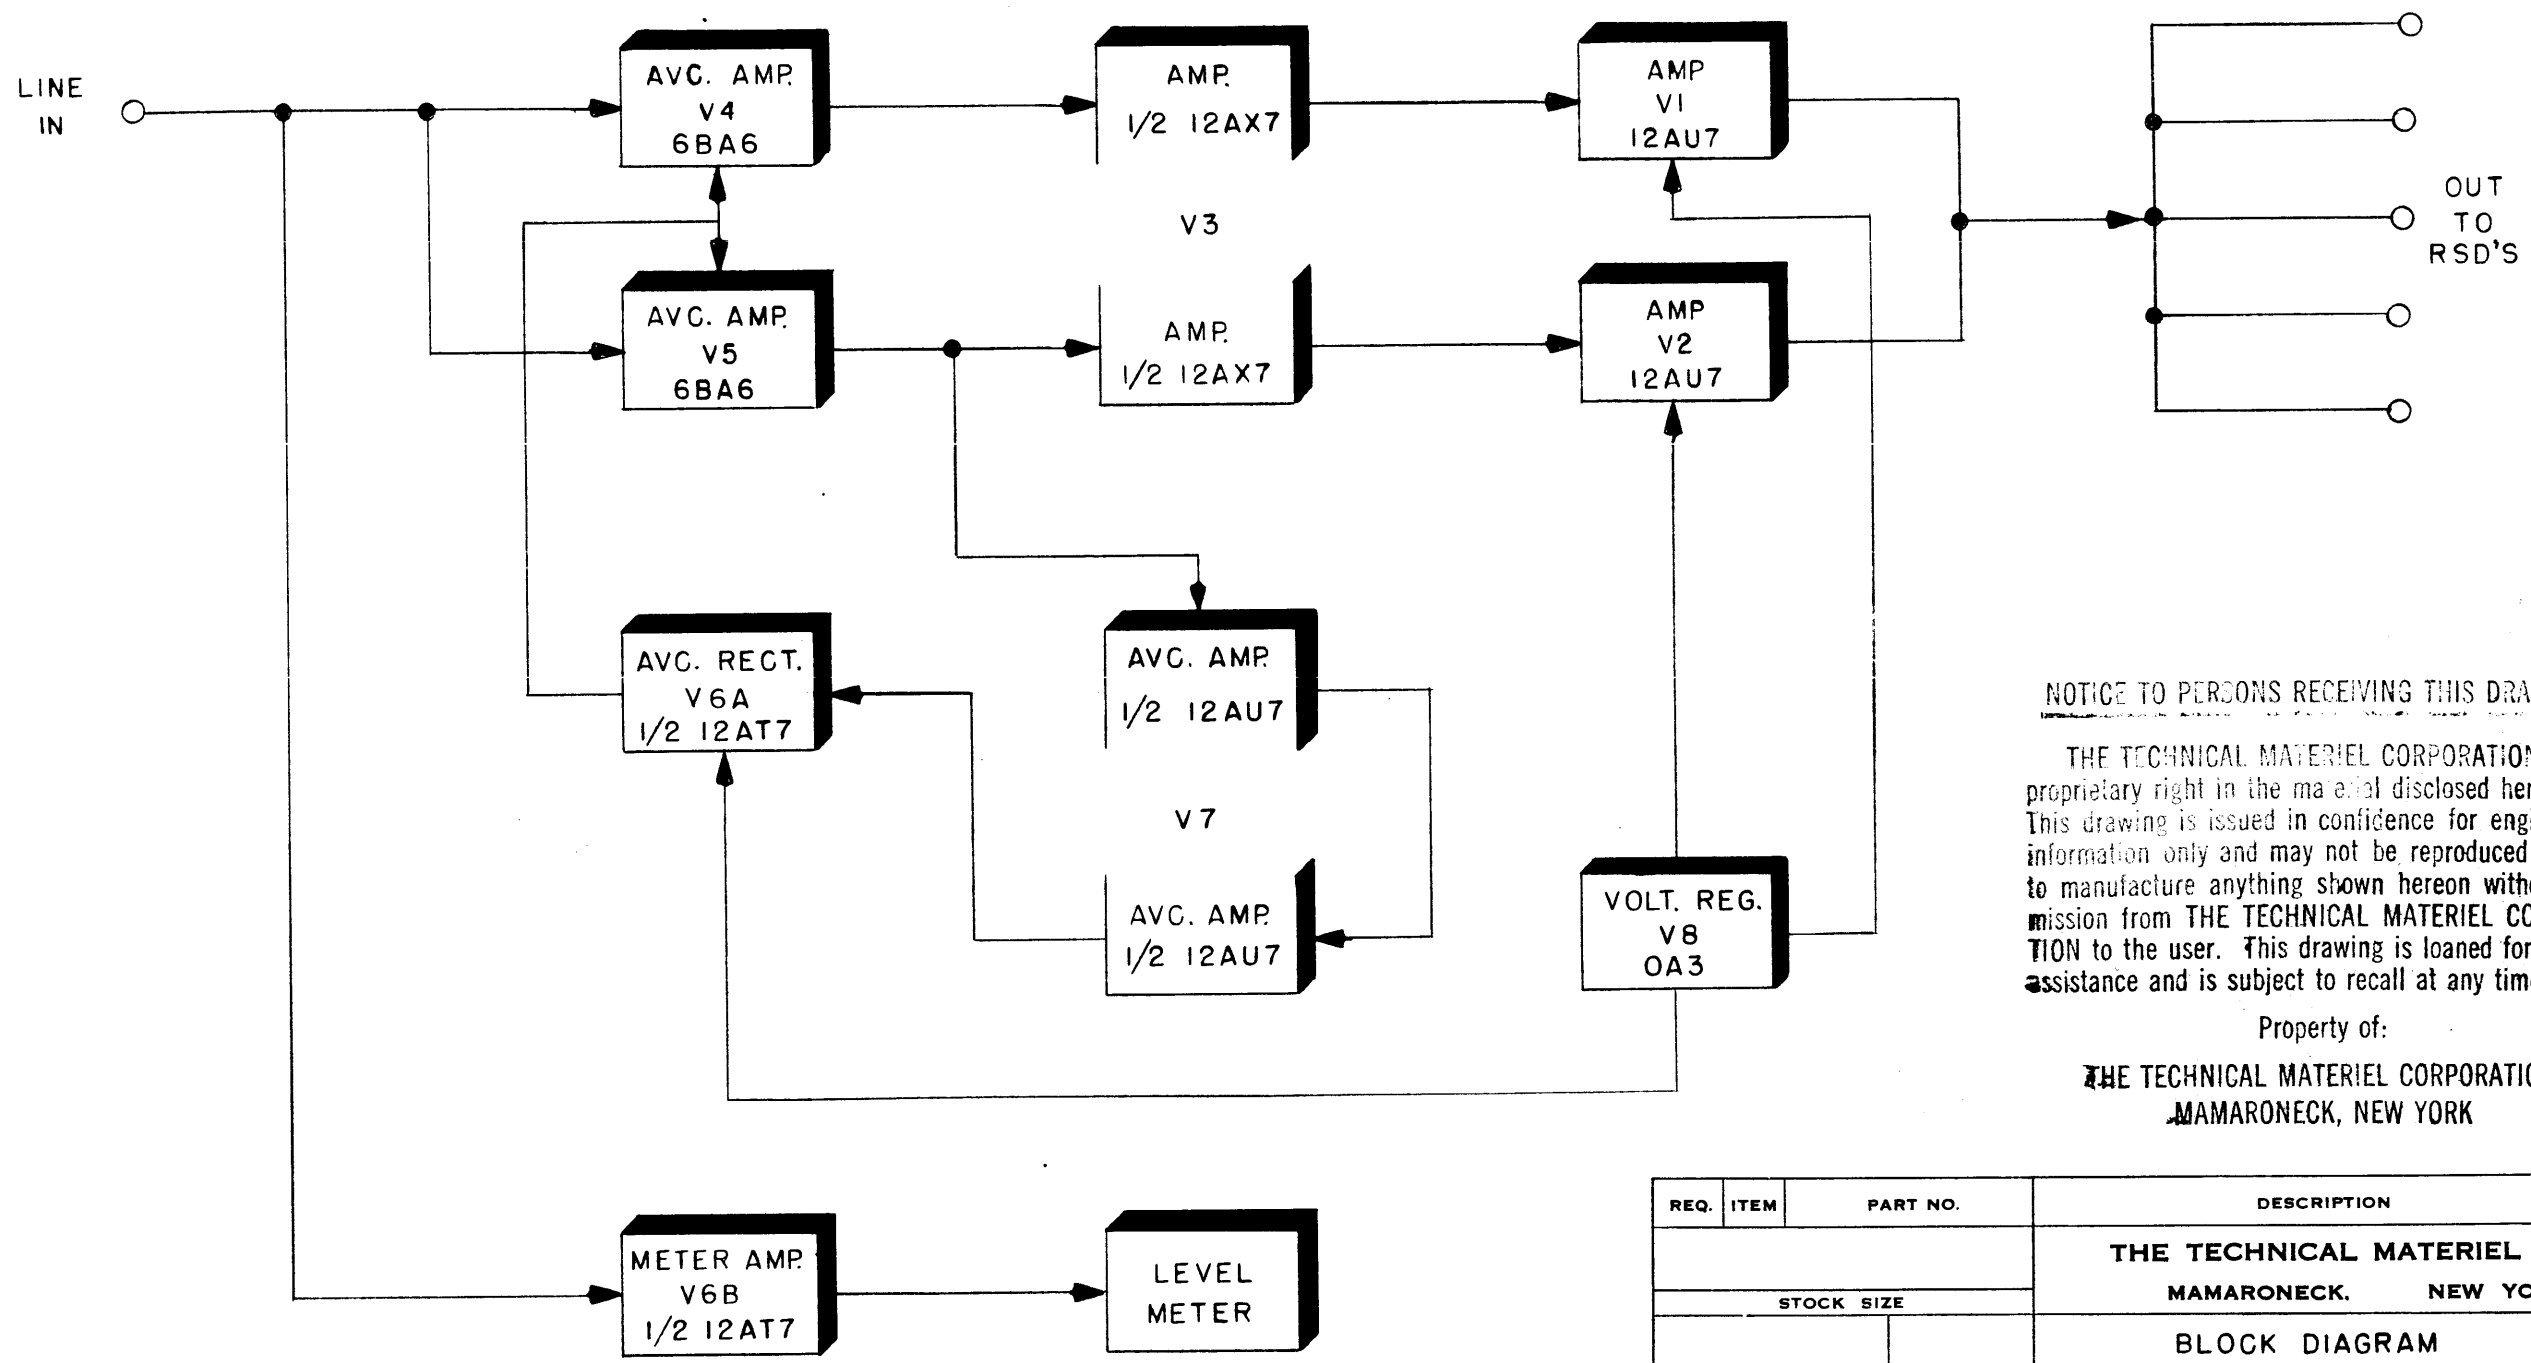 LINE
IN
AVC. AMP.
V4
6BA6
AMP.
1/2 12AX7
AMP
V1
12AU7
V3
OUT
TO
RSD'S
AVC. AMP.
V5
6BA6
AMP.
1/2 12AX7
AMP
V2
12AU7
AVC. RECT.
V6A
1/2 12AT7
AVC. AMP.
1/2 12AU7
V7
AVC. AMP.
1/2 12AU7
VOLT. REG.
V8
OA3
METER AMP.
V6B
1/2 12AT7
LEVEL
METER
NOTICE TO PERSONS RECEIVING THIS DRA
THE TECHNICAL MATERIEL CORPORATION
proprietary right in the material disclosed her
This drawing is issued in confidence for eng
information only and may not be reproduced
to manufacture anything shown hereon with
mission from THE TECHNICAL MATERIEL CO
TION to the user. This drawing is loaned for
assistance and is subject to recall at any tim
Property of:
THE TECHNICAL MATERIEL CORPORATIO
MAMARONECK, NEW YORK
REQ. ITEM PART NO. DESCRIPTION
THE TECHNICAL MATERIEL
MAMARONECK, NEW YO
STOCK SIZE
BLOCK DIAGRAM